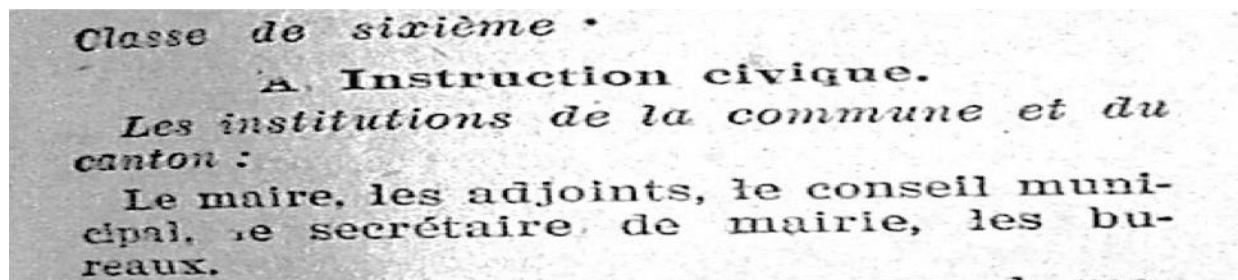 Classe de sixième
A. Instruction civique.
Les institutions de la commune et du
canton :
Le maire, les adjoints, le conseil muni-
cipal, le secrétaire de mairie, les bu-
reaux.